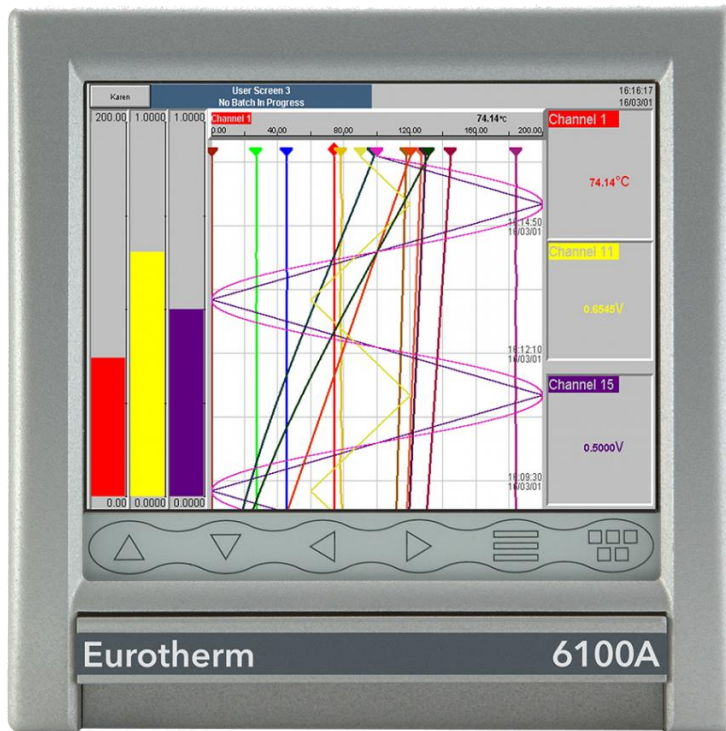 Karen
User Screen 3
No Batch In Progress
16:16:17
16/03/01
200.00
1.0000
1.0000
0.00
0.0000
0.0000
Channel 1
74.14°C
0.00
40.00
80.00
120.00
160.00
200.00
16:14:50
16/03/01
16:12:10
16/03/01
16:09:30
16/03/01
Channel 1
74.14°C
Channel 11
0.6545V
Channel 15
0.5000V
Eurotherm
6100A